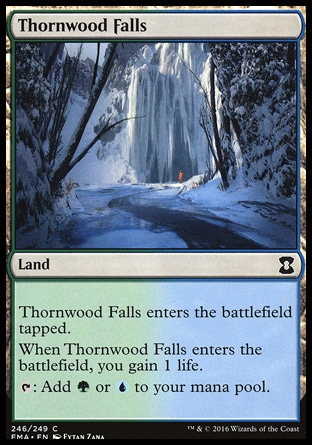 Thornwood Falls
Land
Thornwood Falls enters the battlefield
tapped.
When Thornwood Falls enters the
battlefield, you gain 1 life.
: Add or to your mana pool.
246/249 C
EMA • EN Eytan Zana
™ & © 2016 Wizards of the Coast